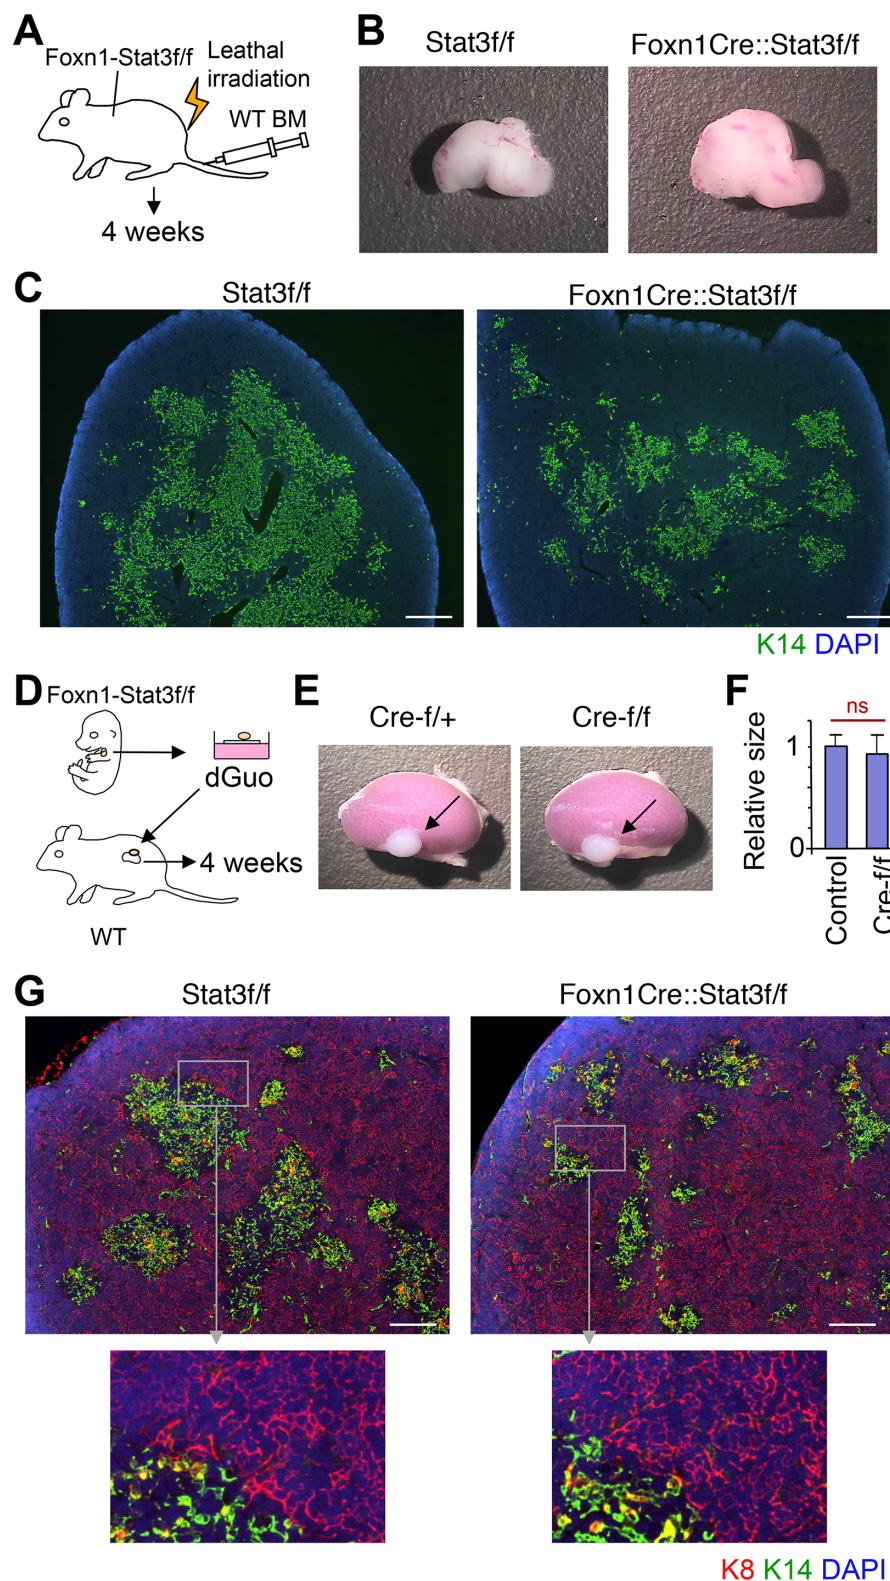 A
Foxn1-Stat3f/f
Leathal
irradiation
WT BM
4 weeks
B
Stat3f/f
Foxn1Cre::Stat3f/f
C
Stat3f/f
Foxn1Cre::Stat3f/f
K14 DAPI
D
Foxn1-Stat3f/f
dGuo
4 weeks
WT
E
Cre-f/+
Cre-f/f
F
ns
Relative size
1
0
Control
Cre-f/f
G
Stat3f/f
Foxn1Cre::Stat3f/f
K8 K14 DAPI